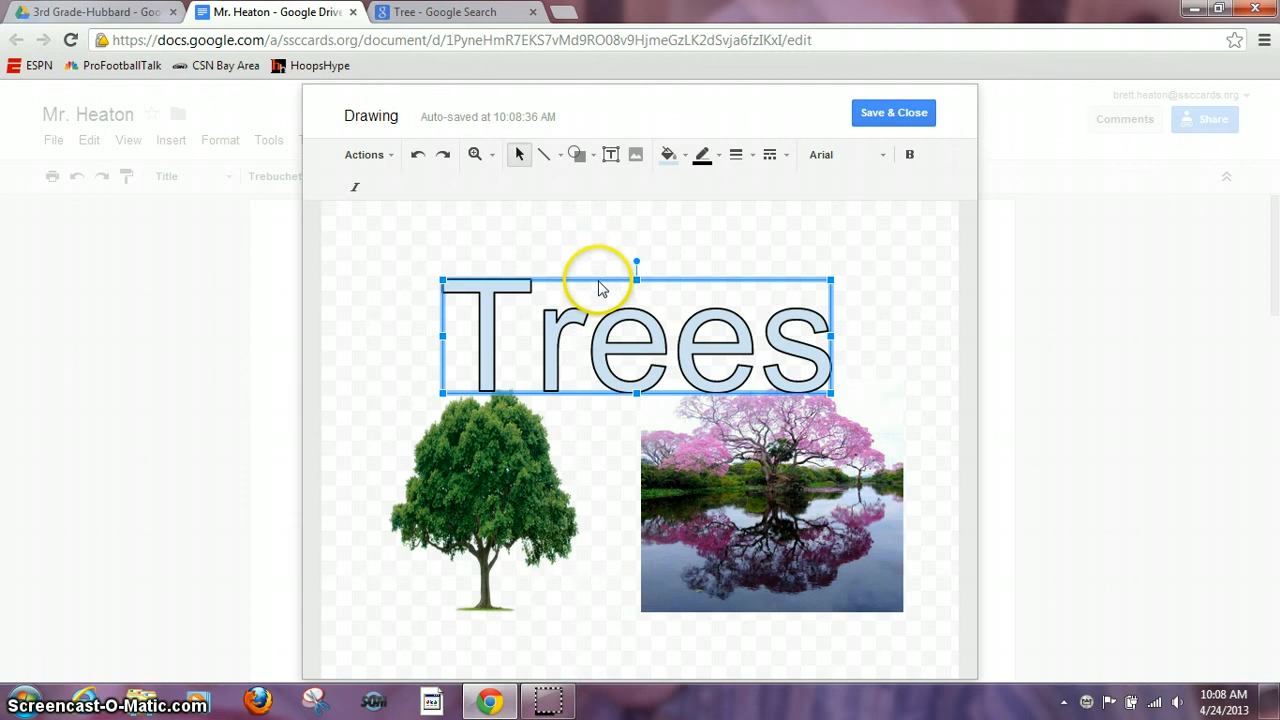 3rd Grade-Hubbard - Goo
Mr. Heaton - Google Drive
Tree - Google Search
https://docs.google.com/a/ssccards.org/document/d/1PyneHmR7EKS7vMd9RO08v9HjmeGzLK2dSvja6fzIKxI/edit
ESPN
ProFootballTalk
CSN Bay Area
HoopsHype
brett.heaton@ssccards.org
Mr. Heaton
Comments
Share
File
Edit
View
Insert
Format
Tools
Title
Trebuchet
Drawing
Auto-saved at 10:08:36 AM
Save & Close
Actions
Arial
B
I
Trees
SQM
10:08 AM
4/24/2013
Screencast-O-Matic.com